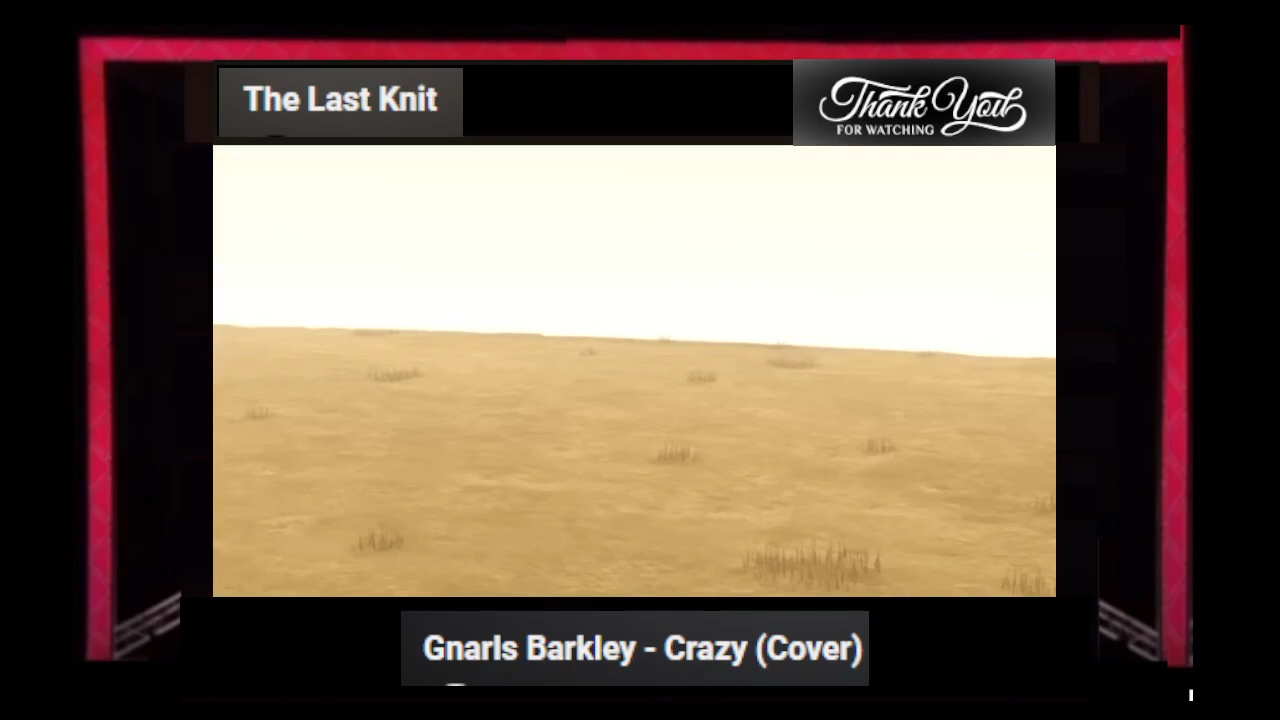 The Last Knit
Thank You
FOR WATCHING
Gnarls Barkley - Crazy (Cover)